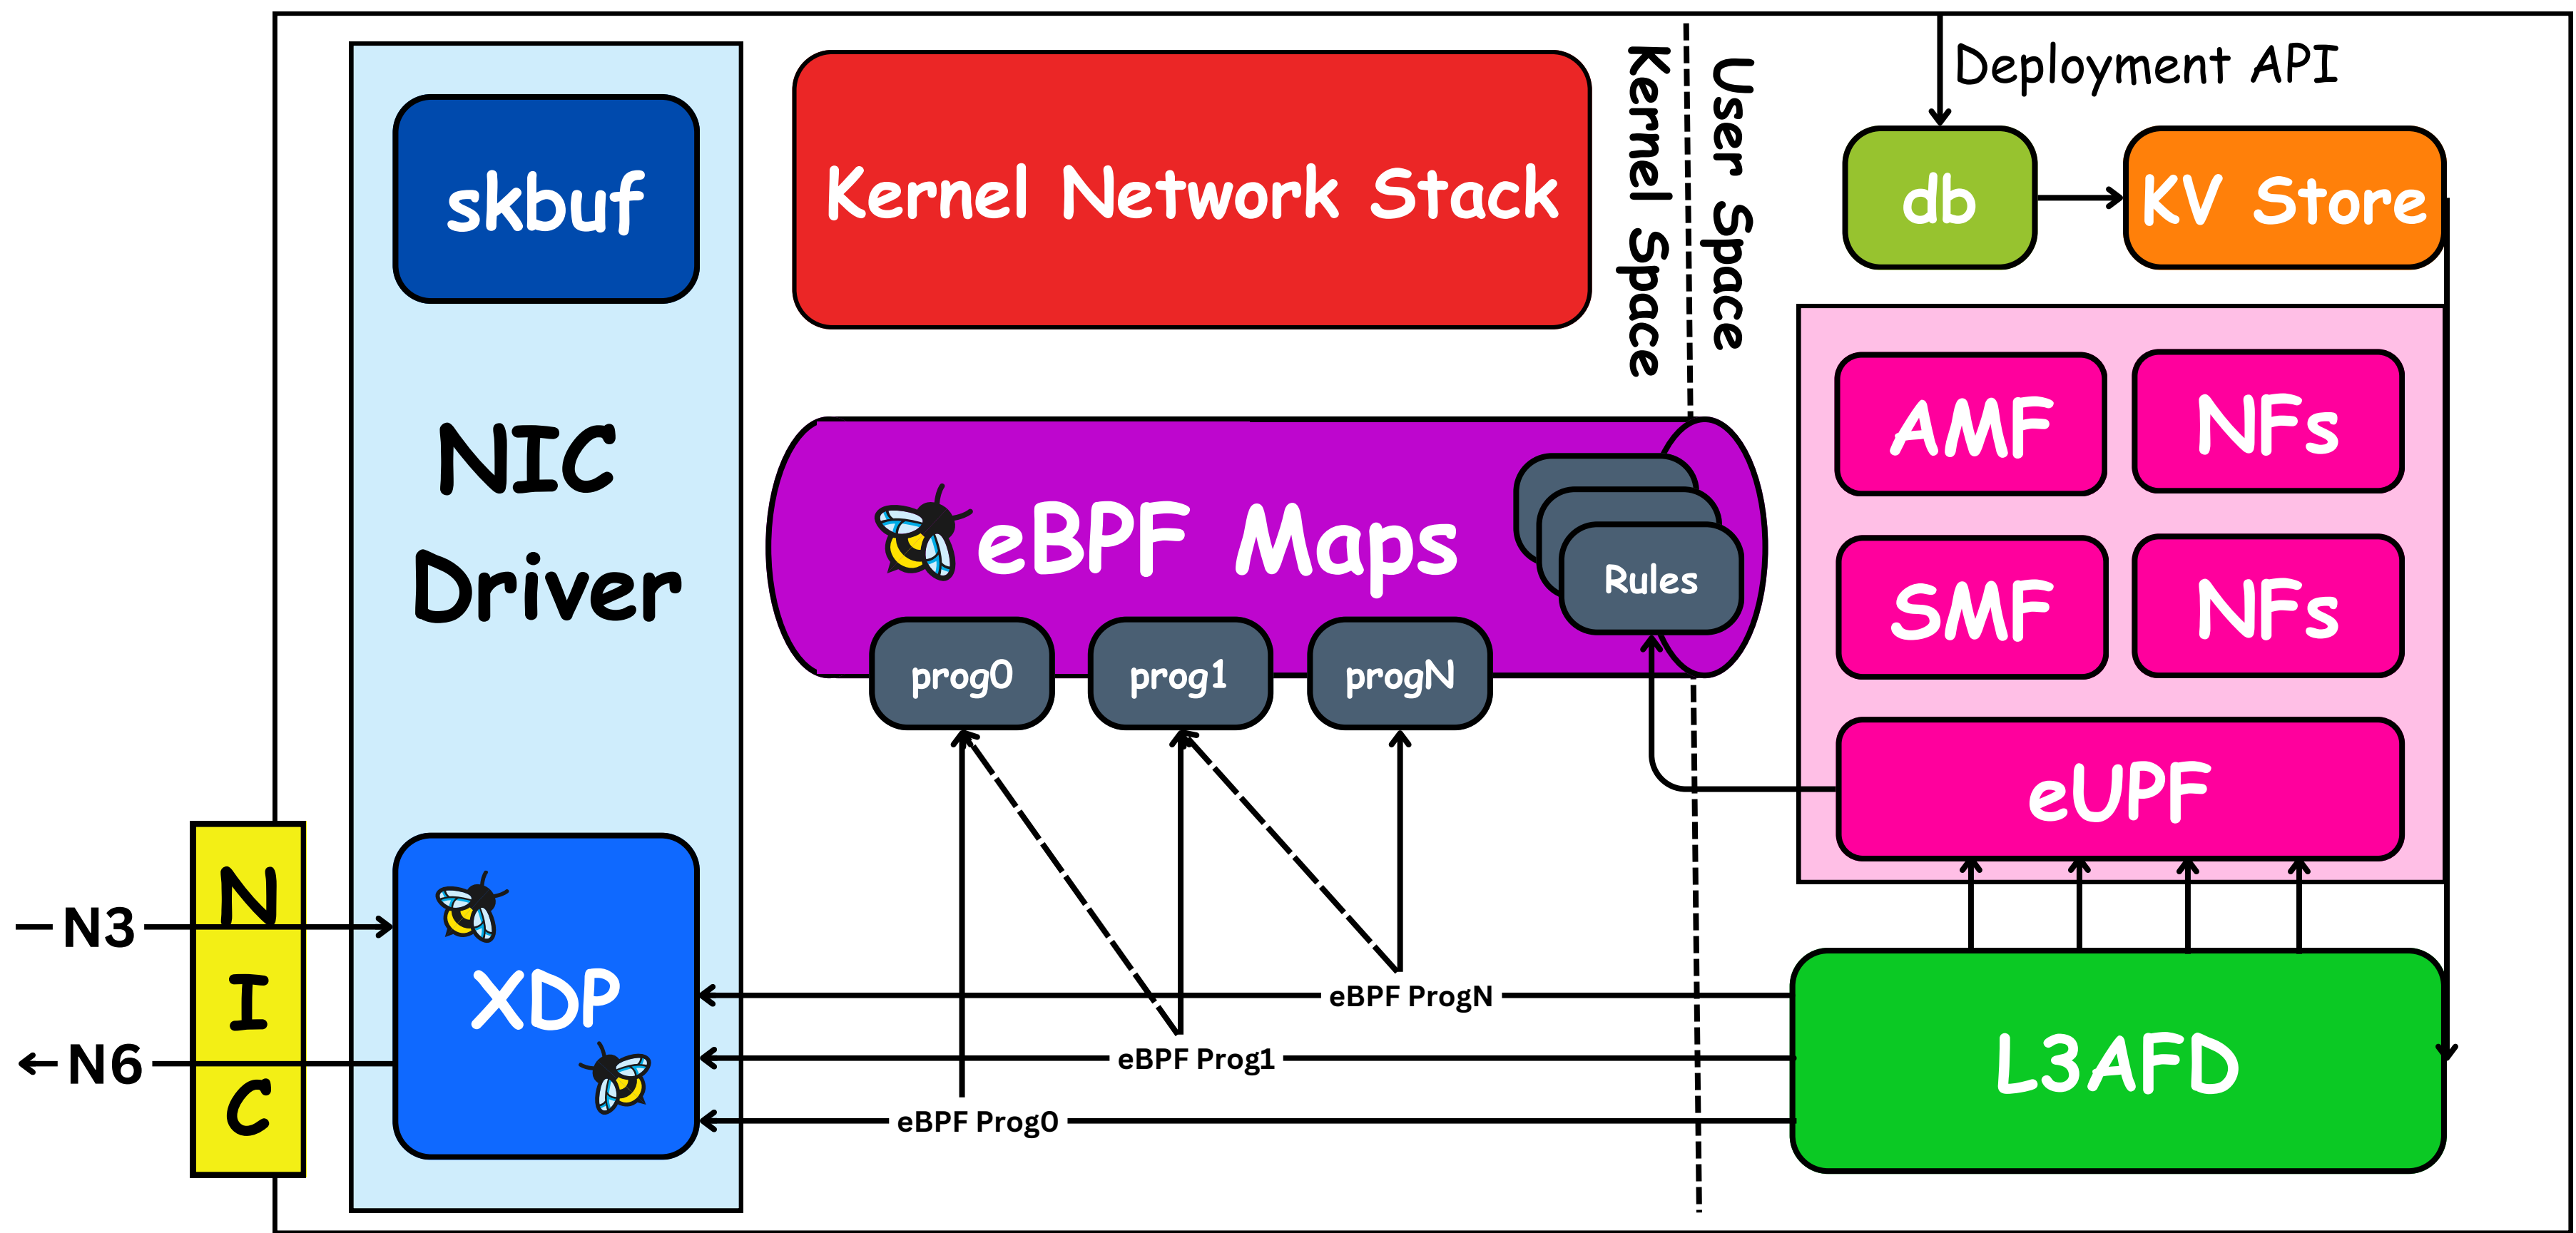 skbuf
NIC
Driver
XDP
N
I
C
N3
N6
Kernel Network Stack
Kernel Space
User Space
eBPF Maps
Rules
prog0
prog1
progN
eBPF ProgN
eBPF Prog1
eBPF Prog0
Deployment API
db
KV Store
AMF
NFs
SMF
NFs
eUPF
L3AFD